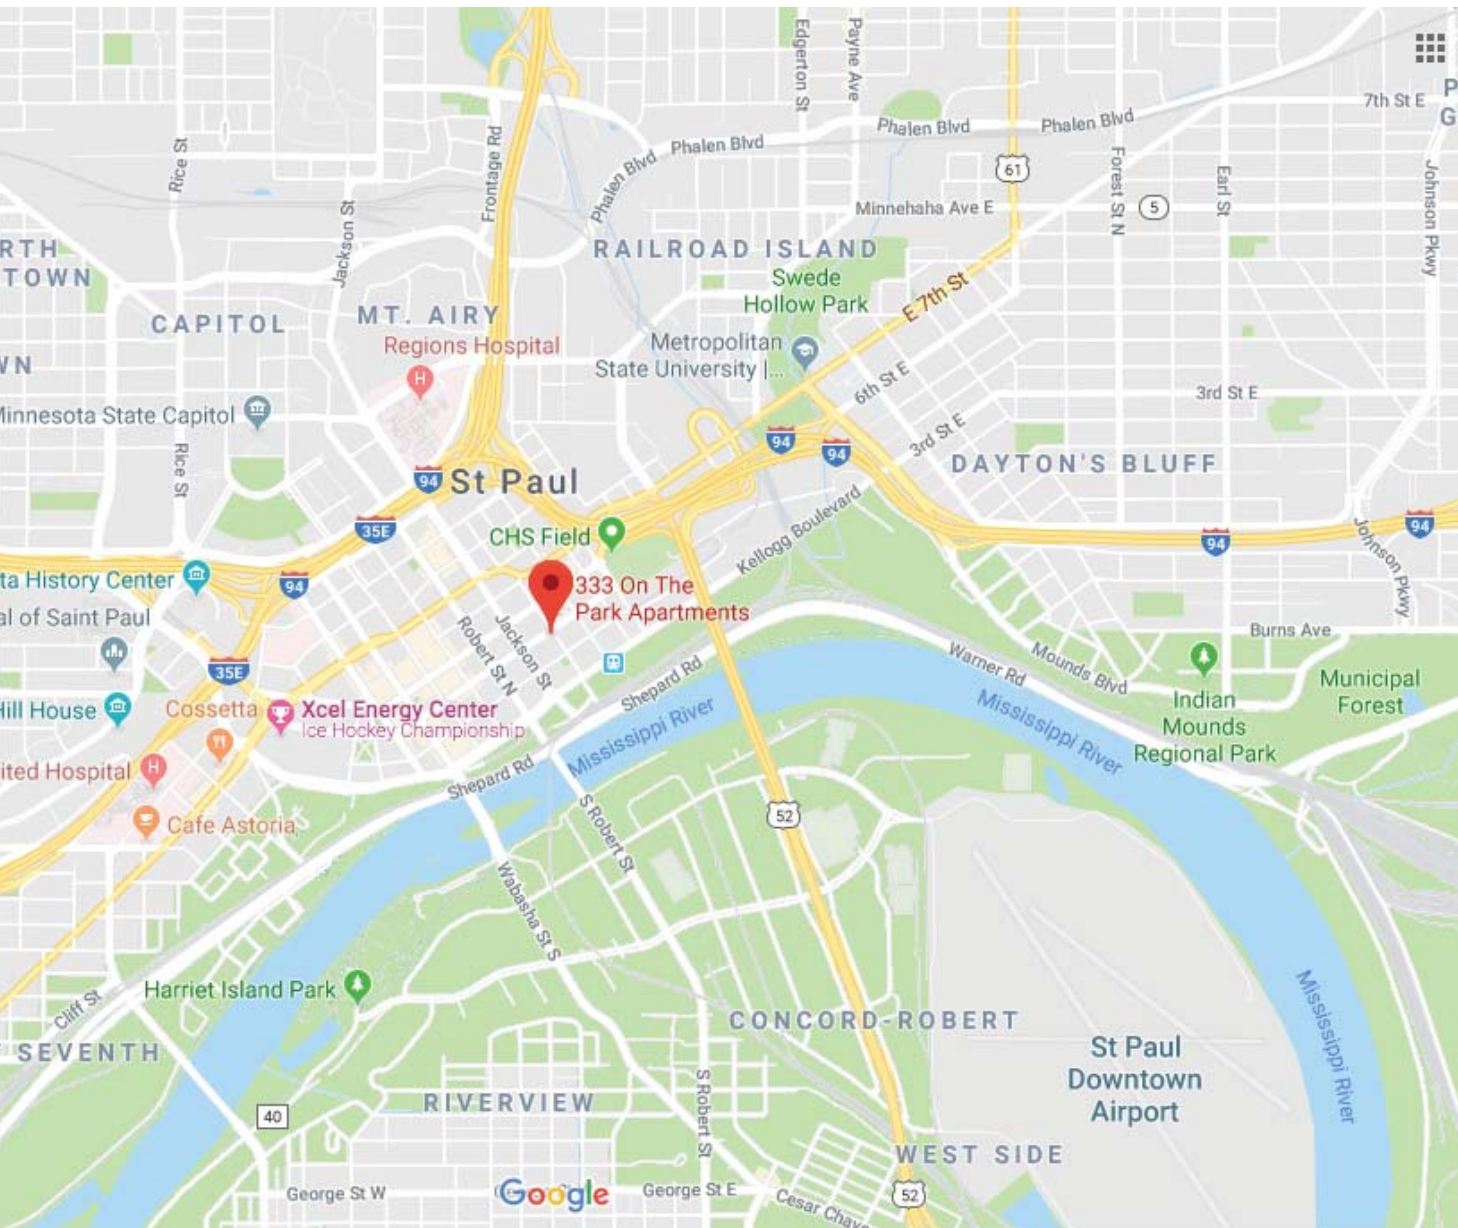 Edgerton St
Payne Ave
7th St E
P
G
Phalen Blvd
Phalen Blvd
Phalen Blvd
Phalen Blvd
Rice St
Frontage Rd
61
Forest St N
Earl St
Johnson Pkwy
Jackson St
Minnehaha Ave E
5
RTH
TOWN
RAILROAD ISLAND
Swede
Hollow Park
E 7th St
CAPITOL
MT. AIRY
Regions Hospital
H
Metropolitan
State University |...
WN
6th St E
3rd St E
Minnesota State Capitol
3rd St E
94
94
Rice St
DAYTON'S BLUFF
94
St Paul
35E
CHS Field
Kellogg Boulevard
94
94
Johnson Pkwy
ta History Center
94
333 On The
Park Apartments
al of Saint Paul
Jackson St
Robert St N
Burns Ave
35E
Shepard Rd
Warner Rd
Mounds Blvd
Municipal
Forest
Hill House
Cossetta
Xcel Energy Center
Ice Hockey Championship
Mississippi River
Mississippi River
Indian
Mounds
Regional Park
ited Hospital
H
Shepard Rd
Cafe Astoria
S Robert St
52
Wabasha St S
Harriet Island Park
Cliff St
Mississippi River
CONCORD-ROBERT
SEVENTH
St Paul
Downtown
Airport
RIVERVIEW
S Robert St
40
WEST SIDE
George St W
Google
George St E
Cesar Chave
52